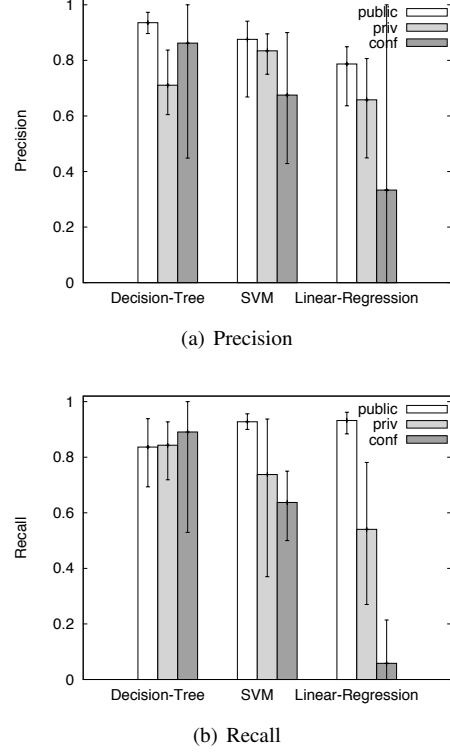 1
public
priv
conf
0.8
0.6
Precision
0.4
0.2
0
Decision-Tree SVM Linear-Regression
(a) Precision
1
public
priv
conf
0.8
0.6
Recall
0.4
0.2
0
Decision-Tree SVM Linear-Regression
(b) Recall